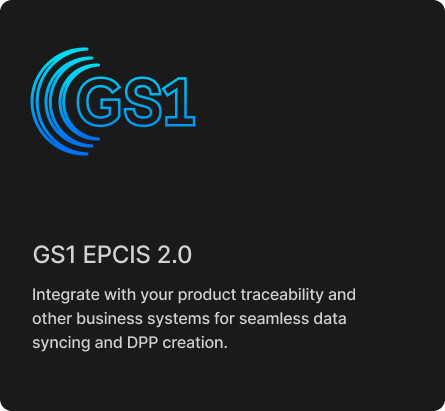 GS1
GS1 EPCIS 2.0
Integrate with your product traceability and
other business systems for seamless data
syncing and DPP creation.